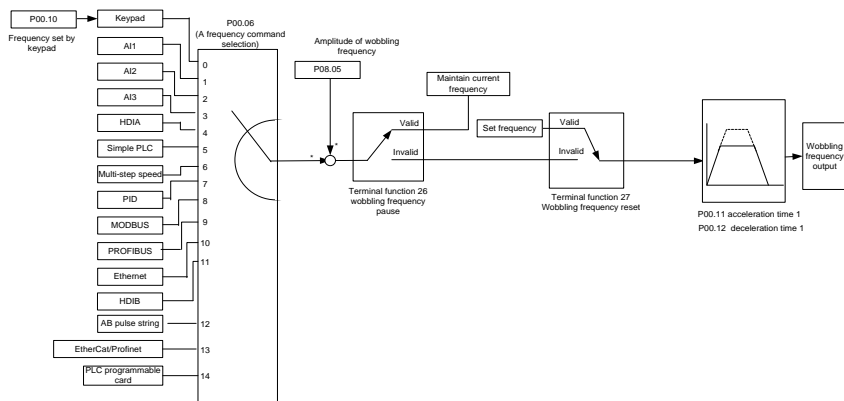 P00.10
Frequency set by
keypad
Keypad
AI1
AI2
AI3
HDIA
Simple PLC
Multi-step speed
PID
MODBUS
PROFIBUS
Ethernet
HDIB
AB pulse string
EtherCat/Profinet
PLC programmable
card
P00.06
(A frequency command
selection)
0
1
2
3
4
5
6
7
8
9
10
11
12
13
14
Amplitude of wobbling
frequency
P08.05
*
*
Valid
Invalid
Terminal function 26
wobbling frequency
pause
Maintain current
frequency
Set frequency
Valid
Invalid
Terminal function 27
Wobbling frequency reset
P00.11 acceleration time 1
P00.12 deceleration time 1
Wobbling
frequency
output